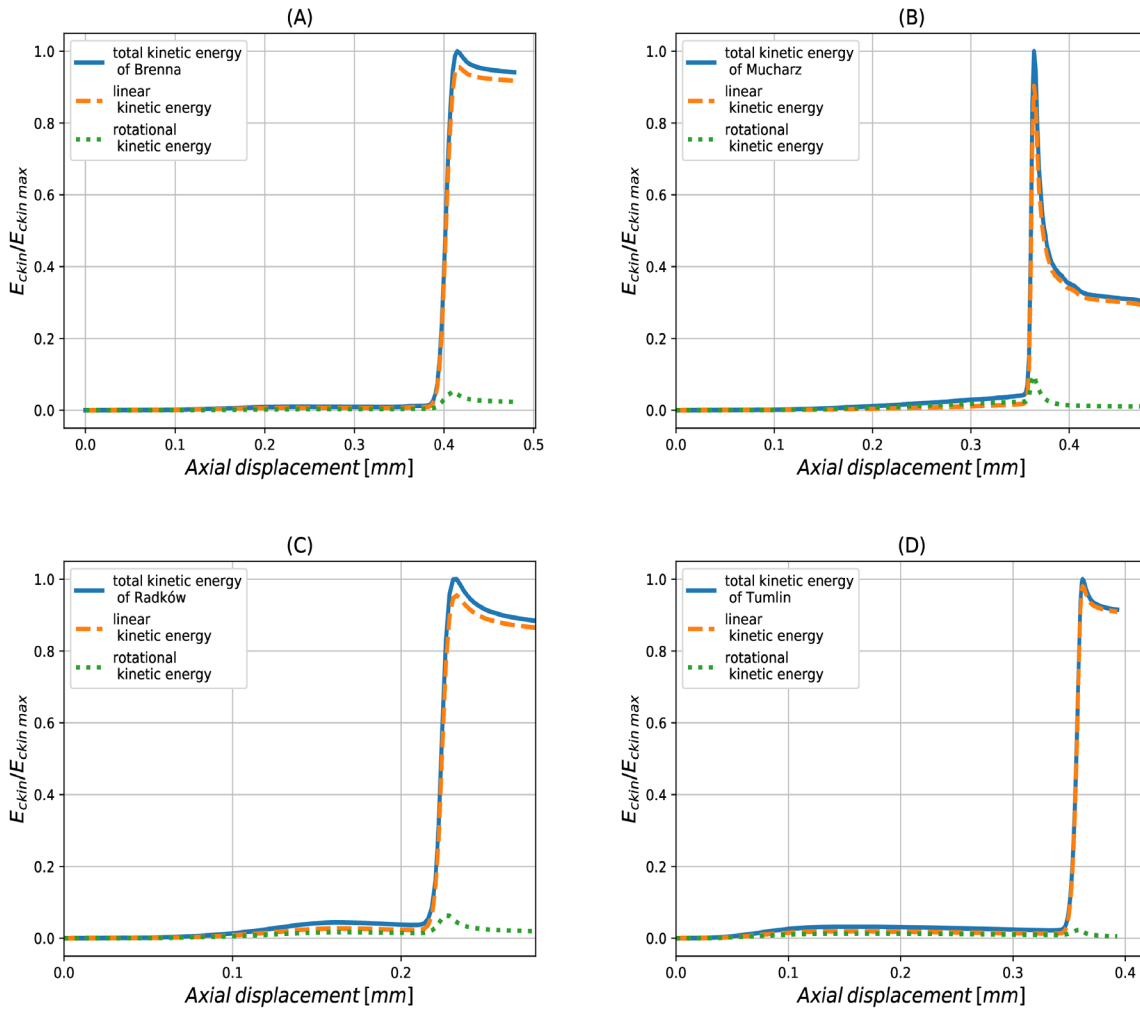 (A)
total kinetic energy
of Brenna
linear
kinetic energy
rotational
kinetic energy
1.0
0.8
0.6
0.4
0.2
0.0
E_ckin/E_ckin max
0.0 0.1 0.2 0.3 0.4 0.5
Axial displacement [mm]
(B)
total kinetic energy
of Mucharz
linear
kinetic energy
rotational
kinetic energy
1.0
0.8
0.6
0.4
0.2
0.0
E_ckin/E_ckin max
0.0 0.1 0.2 0.3 0.4
Axial displacement [mm]
(C)
total kinetic energy
of Radków
linear
kinetic energy
rotational
kinetic energy
1.0
0.8
0.6
0.4
0.2
0.0
E_ckin/E_ckin max
0.0 0.1 0.2
Axial displacement [mm]
(D)
total kinetic energy
of Tumlin
linear
kinetic energy
rotational
kinetic energy
1.0
0.8
0.6
0.4
0.2
0.0
E_ckin/E_ckin max
0.0 0.1 0.2 0.3 0.4
Axial displacement [mm]